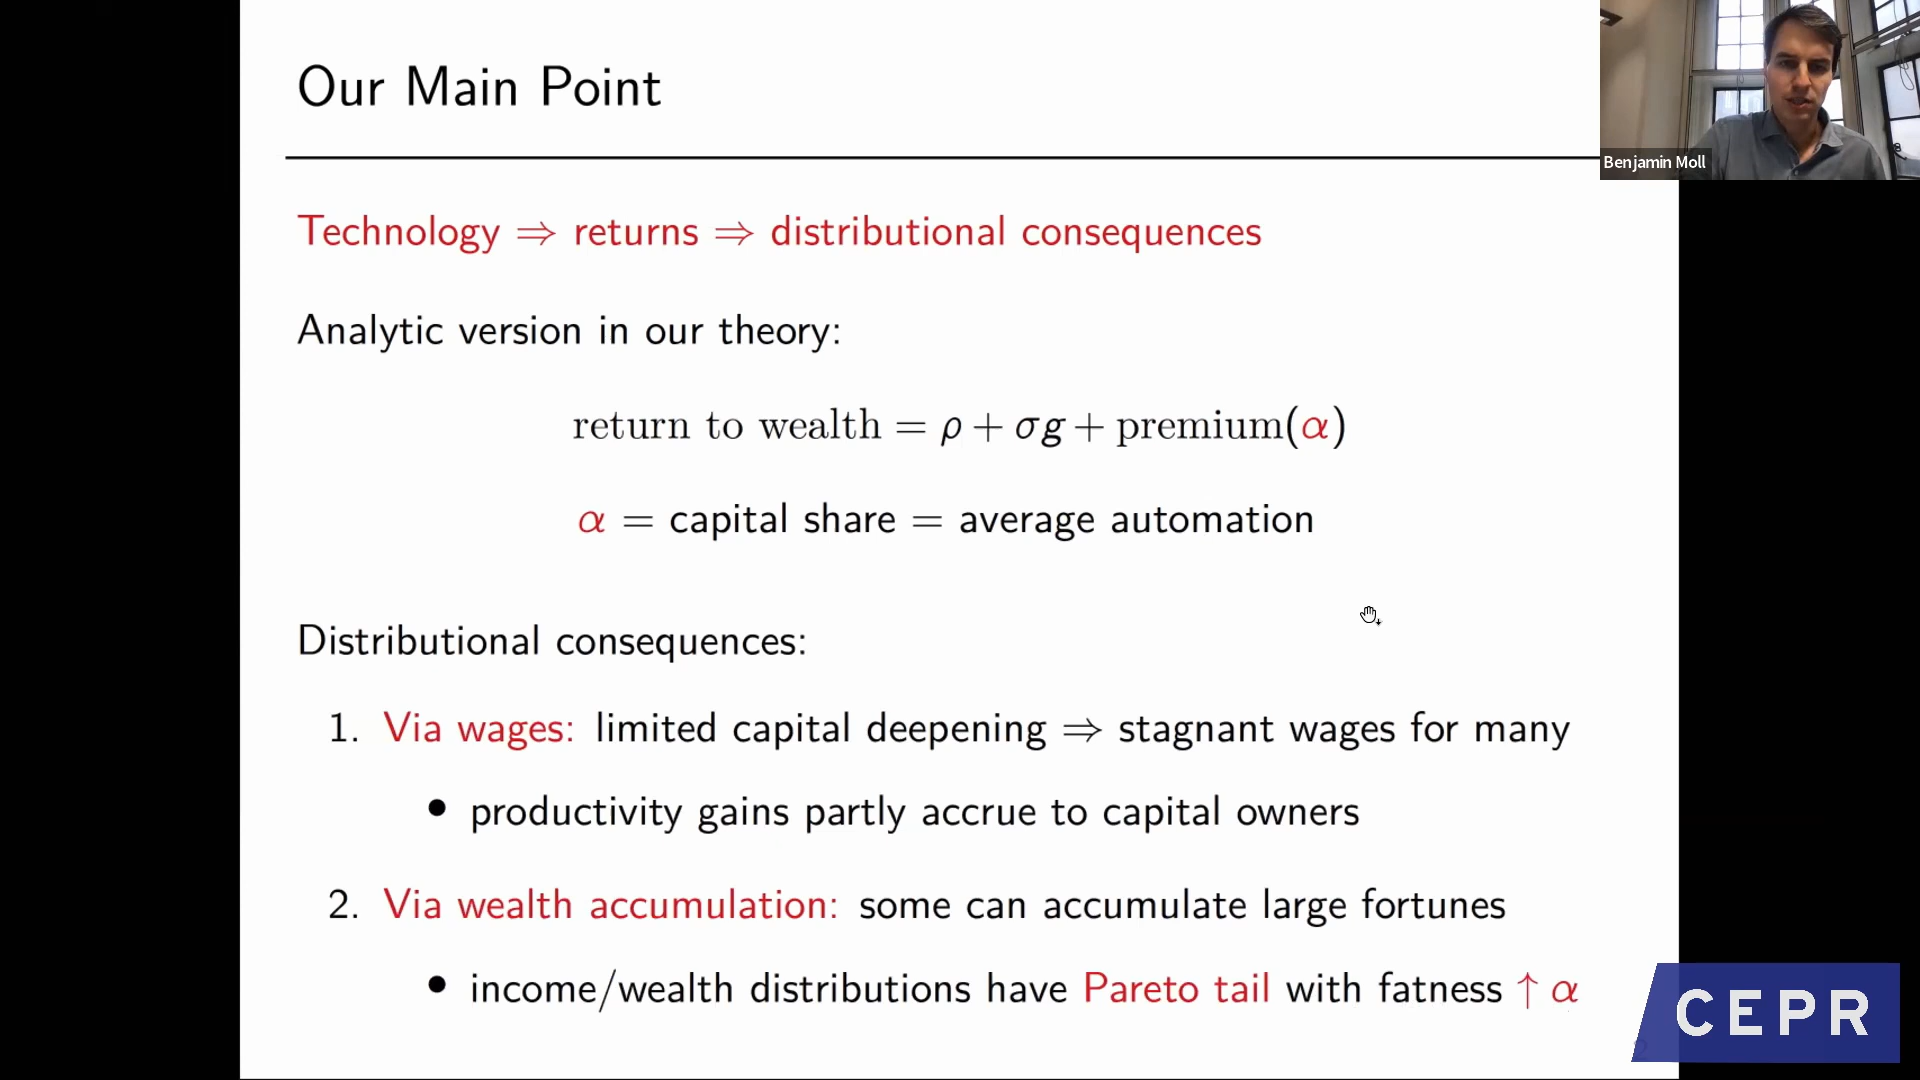 Our Main Point
Benjamin Moll
Technology ⇒ returns ⇒ distributional consequences
Analytic version in our theory:
return to wealth = ρ + σg + premium(α)
α = capital share = average automation
Distributional consequences:
1. Via wages: limited capital deepening ⇒ stagnant wages for many
• productivity gains partly accrue to capital owners
2. Via wealth accumulation: some can accumulate large fortunes
• income/wealth distributions have Pareto tail with fatness ↑ α
CEPR